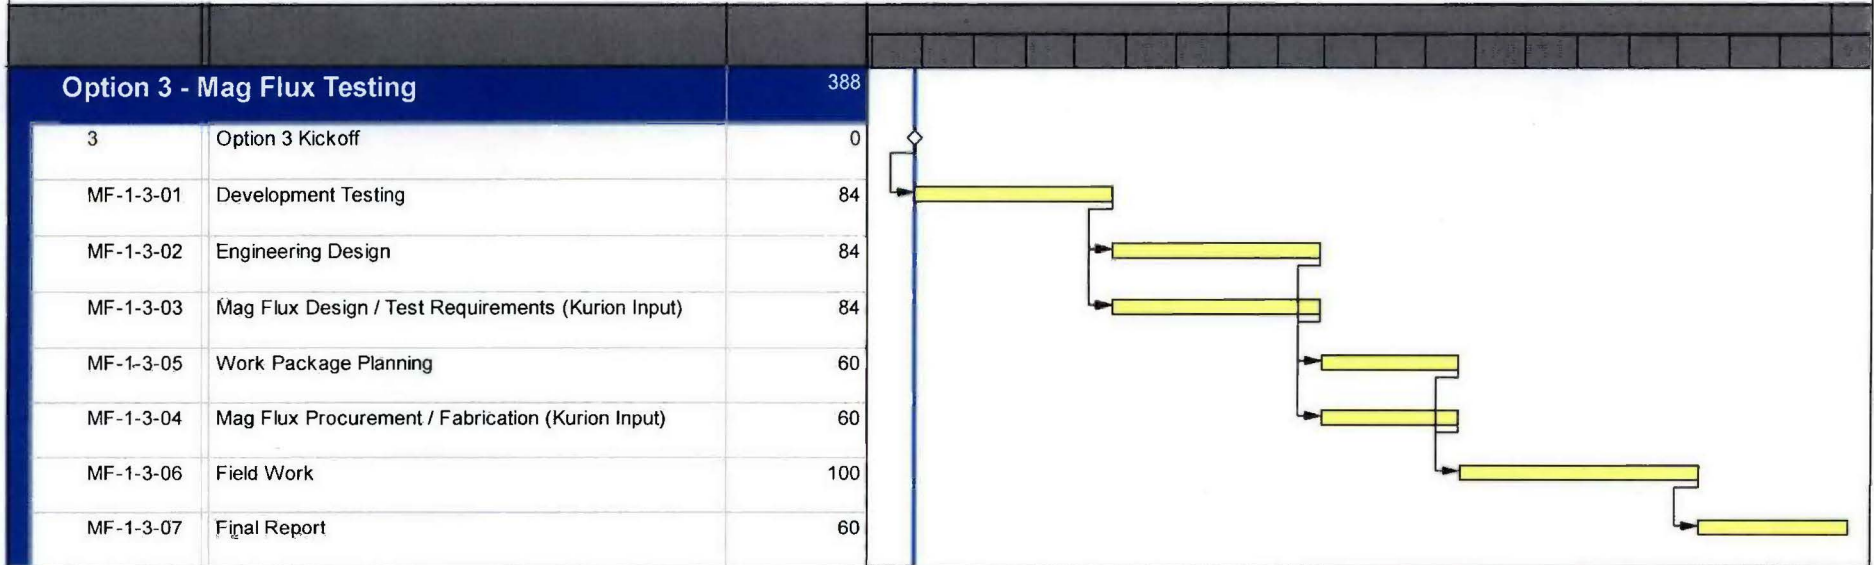 Option 3 - Mag Flux Testing 388
3 Option 3 Kickoff 0
MF-1-3-01 Development Testing 84
MF-1-3-02 Engineering Design 84
MF-1-3-03 Mag Flux Design / Test Requirements (Kurion Input) 84
MF-1-3-05 Work Package Planning 60
MF-1-3-04 Mag Flux Procurement / Fabrication (Kurion Input) 60
MF-1-3-06 Field Work 100
MF-1-3-07 Final Report 60